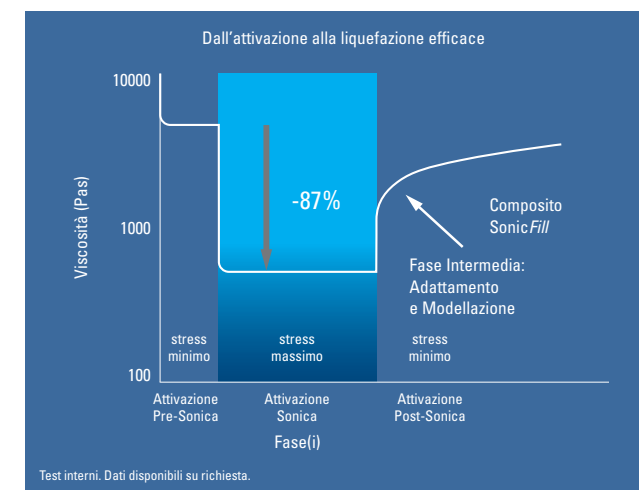 Dall'attivazione alla liquefazione efficace
10000
1000
100
Viscosità (Pas)
-87%
Composito
SonicFill
Fase Intermedia:
Adattamento
e Modellazione
stress
minimo
stress
massimo
stress
minimo
Attivazione
Pre-Sonica
Attivazione
Sonica
Attivazione
Post-Sonica
Fase(i)
Test interni. Dati disponibili su richiesta.